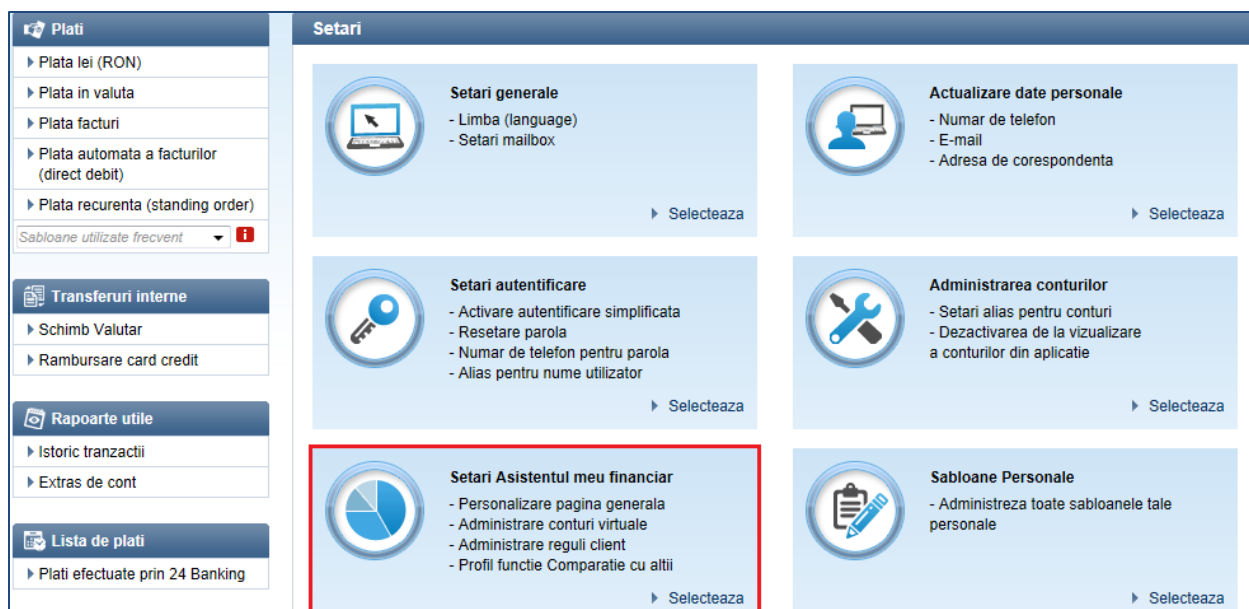 Plati
Plata lei (RON)
Plata in valuta
Plata facturi
Plata automata a facturilor
(direct debit)
Plata recurenta (standing order)
Sabloane utilizate frecvent
i
Transferuri interne
Schimb Valutar
Rambursare card credit
Rapoarte utile
Istoric tranzactii
Extras de cont
Lista de plati
Plati efectuate prin 24 Banking
Setari
Setari generale
- Limba (language)
- Setari mailbox
Selecteaza
Actualizare date personale
- Numar de telefon
- E-mail
- Adresa de corespondenta
Selecteaza
Setari autentificare
- Activare autentificare simplificata
- Resetare parola
- Numar de telefon pentru parola
- Alias pentru nume utilizator
Selecteaza
Administrarea conturilor
- Setari alias pentru conturi
- Dezactivarea de la vizualizare
a conturilor din aplicatie
Selecteaza
Setari Asistentul meu financiar
- Personalizare pagina generala
- Administrare conturi virtuale
- Administrare reguli client
- Profil functie Comparatie cu altii
Selecteaza
Sabloane Personale
- Administreza toate sabloanele tale
personale
Selecteaza